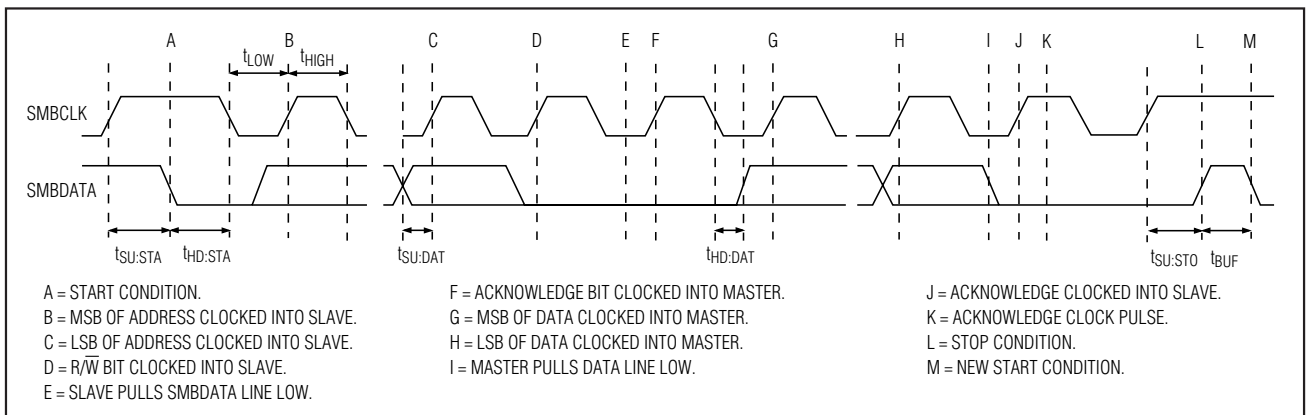 A B C D E F G H I J K L M
tLOW tHIGH
SMBCLK
SMBDATA
tSU:STA tHD:STA tSU:DAT tHD:DAT tSU:STO tBUF
A = START CONDITION.
B = MSB OF ADDRESS CLOCKED INTO SLAVE.
C = LSB OF ADDRESS CLOCKED INTO SLAVE.
D = R/W̅ BIT CLOCKED INTO SLAVE.
E = SLAVE PULLS SMBDATA LINE LOW.
F = ACKNOWLEDGE BIT CLOCKED INTO MASTER.
G = MSB OF DATA CLOCKED INTO MASTER.
H = LSB OF DATA CLOCKED INTO MASTER.
I = MASTER PULLS DATA LINE LOW.
J = ACKNOWLEDGE CLOCKED INTO SLAVE.
K = ACKNOWLEDGE CLOCK PULSE.
L = STOP CONDITION.
M = NEW START CONDITION.